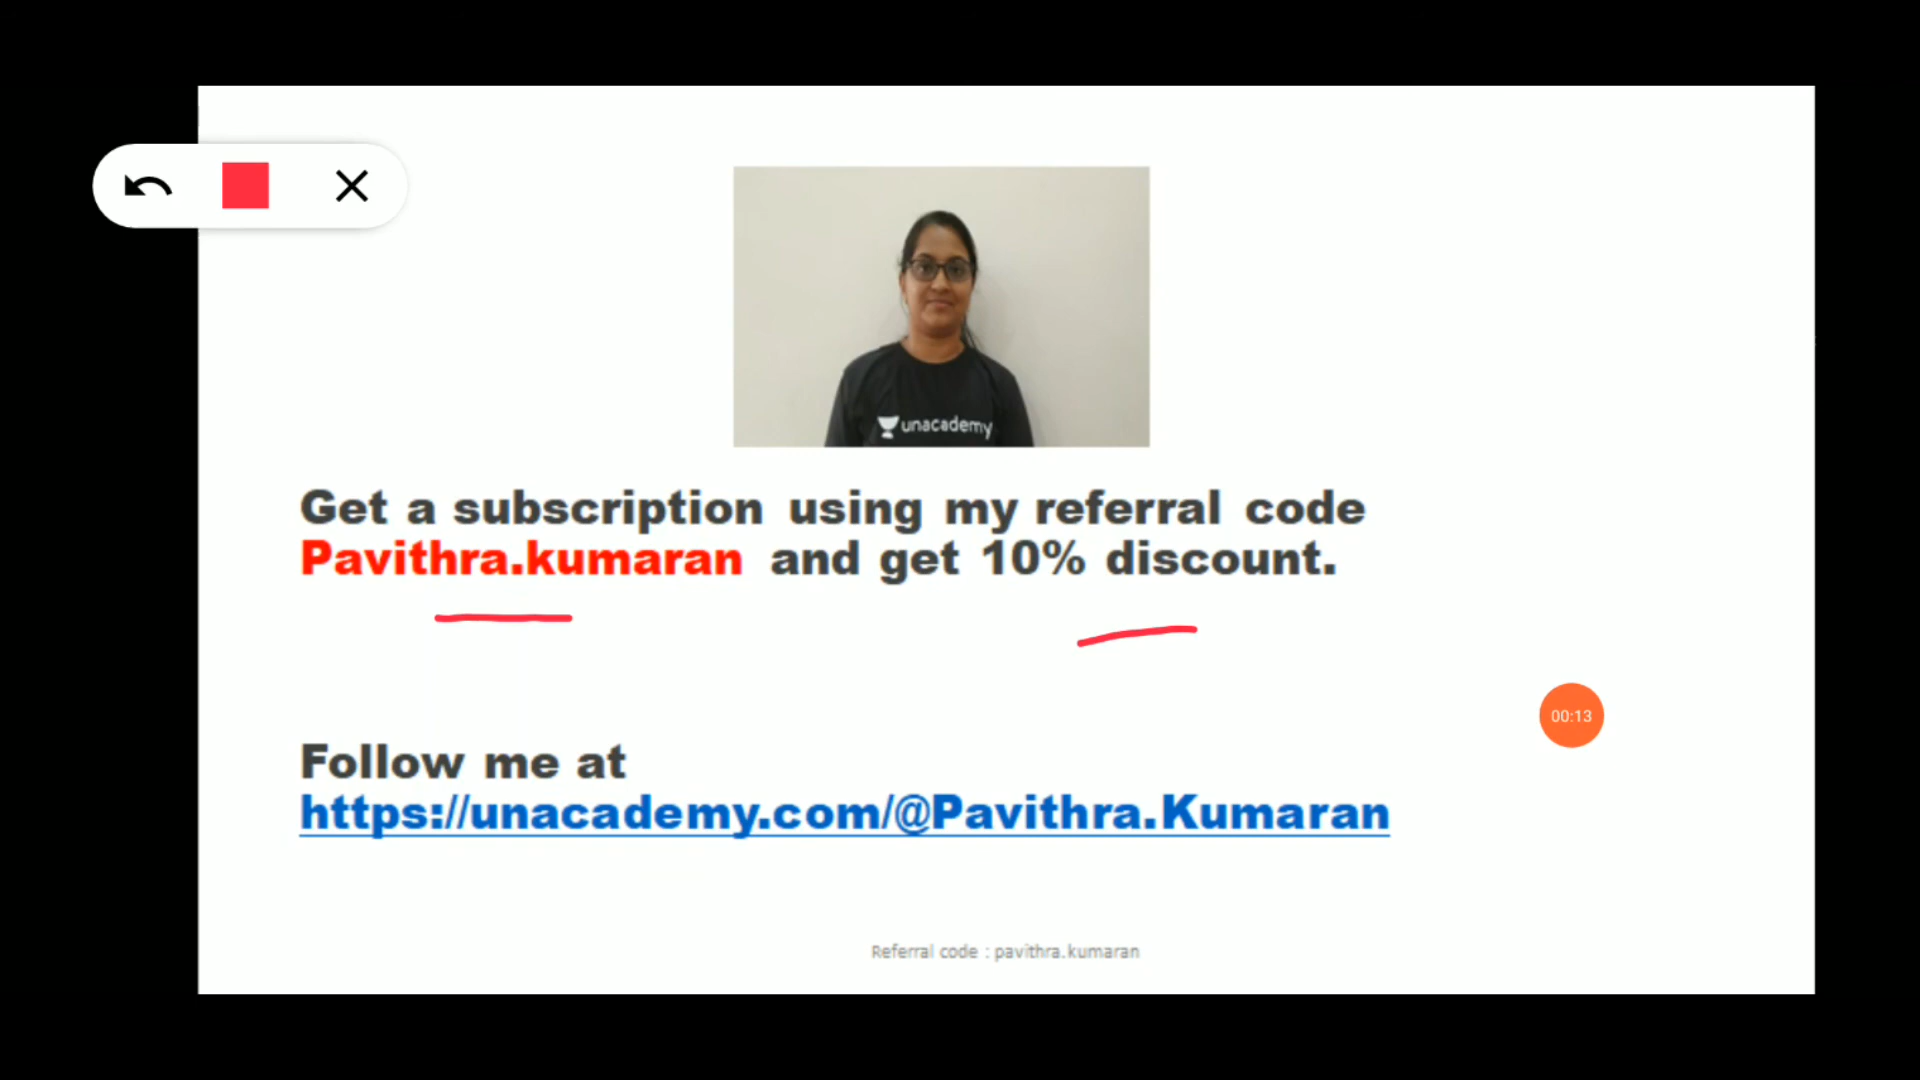 unacademy
Get a subscription using my referral code
Pavithra.kumaran and get 10% discount.
00:13
Follow me at
https://unacademy.com/@Pavithra.Kumaran
Referral code : pavithra.kumaran